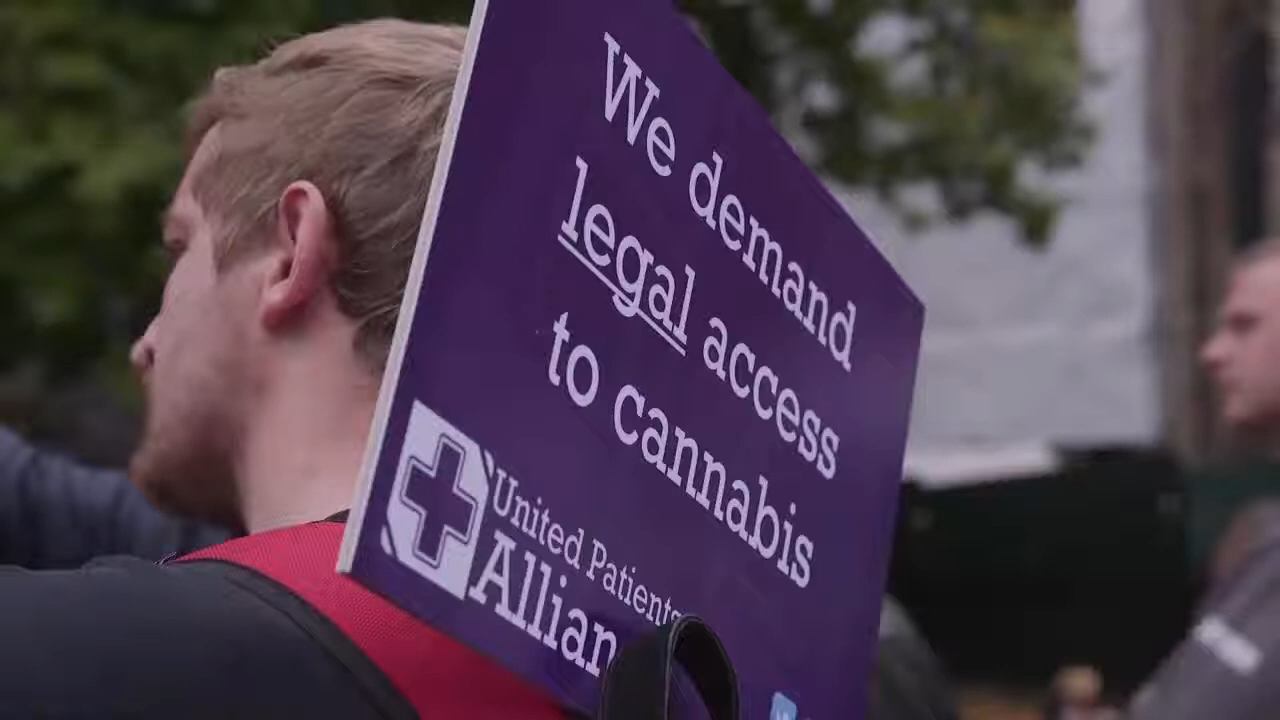 We demand
legal access
to cannabis
United Patients
Allian